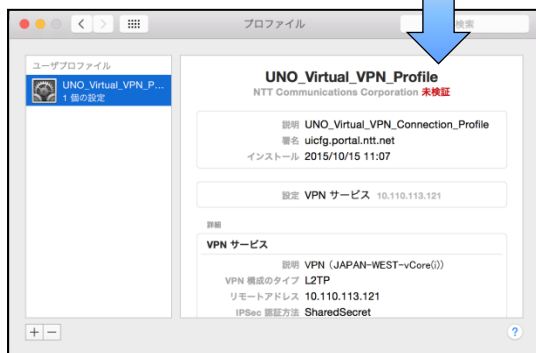 プロファイル
検索
ユーザプロファイル
UNO_Virtual_VPN_P...
1 個の設定
UNO_Virtual_VPN_Profile
NTT Communications Corporation 未検証
説明 UNO_Virtual_VPN_Connection_Profile
署名 uicfg.portal.ntt.net
インストール 2015/10/15 11:07
設定 VPN サービス 10.110.113.121
詳細
VPN サービス
説明 VPN（JAPAN-WEST-vCore(i)）
VPN 構成のタイプ L2TP
リモートアドレス 10.110.113.121
IPSec 認証方法 SharedSecret
+ −
?